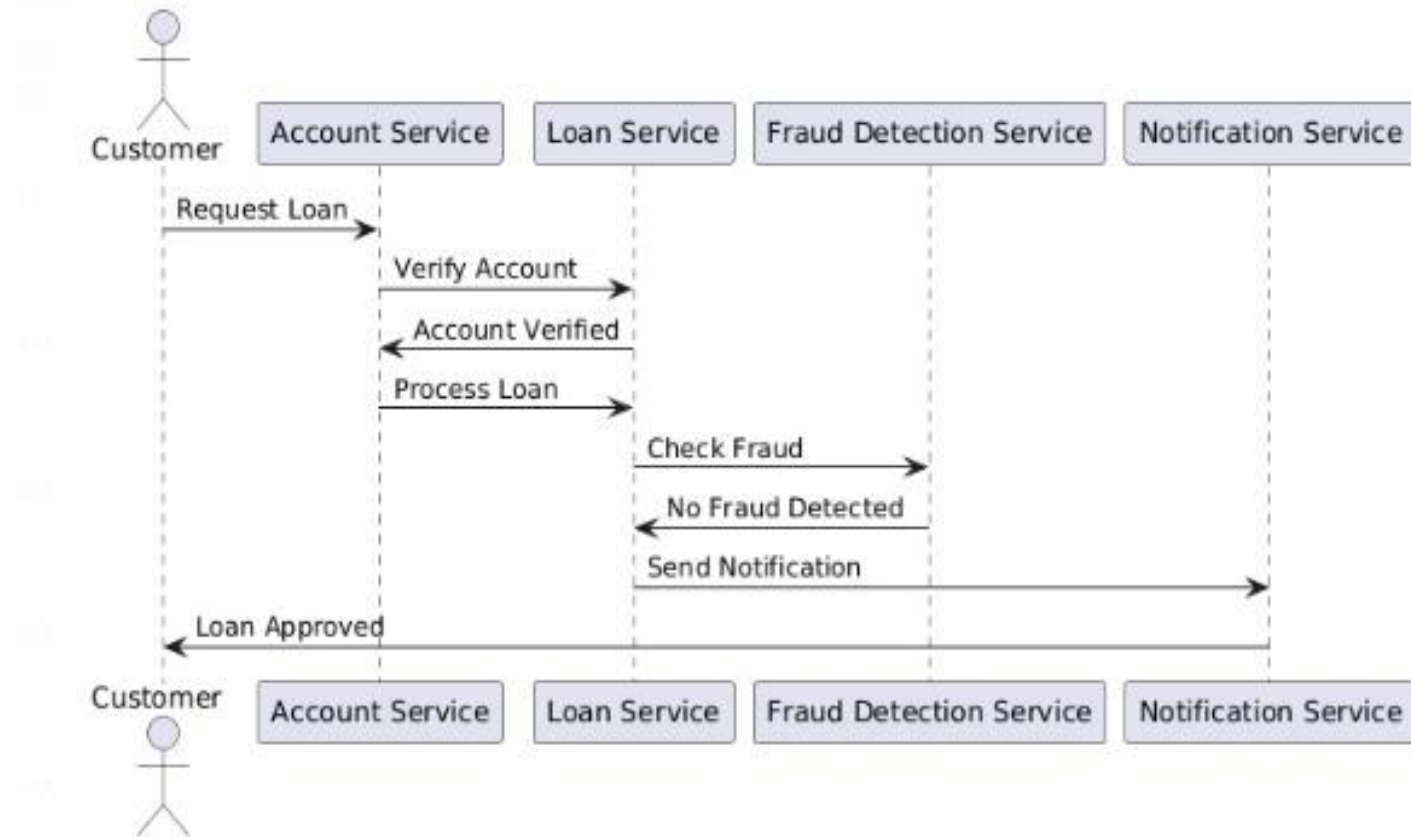 Customer
Account Service
Loan Service
Fraud Detection Service
Notification Service
Request Loan
Verify Account
Account Verified
Process Loan
Check Fraud
No Fraud Detected
Send Notification
Loan Approved
Customer
Account Service
Loan Service
Fraud Detection Service
Notification Service